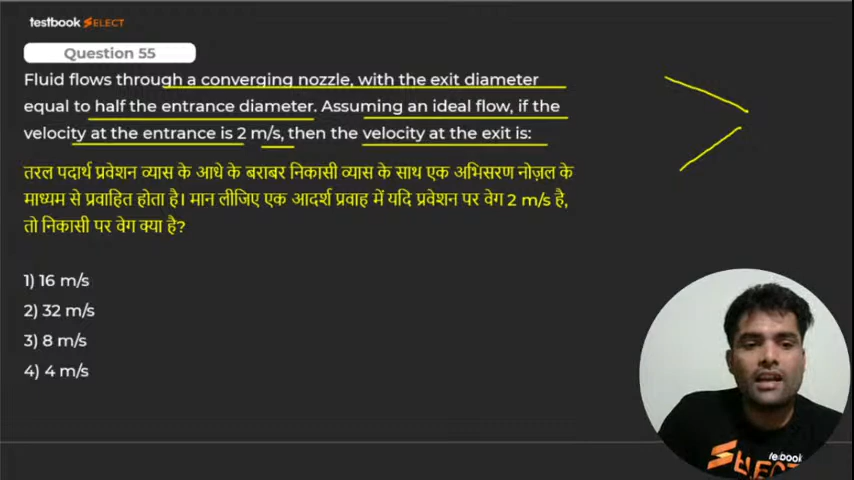 testbook SELECT
Question 55
Fluid flows through a converging nozzle, with the exit diameter
equal to half the entrance diameter. Assuming an ideal flow, if the
velocity at the entrance is 2 m/s, then the velocity at the exit is:
तरल पदार्थ प्रवेशन व्यास के आधे के बराबर निकासी व्यास के साथ एक अभिसरण नोज़ल के
माध्यम से प्रवाहित होता है। मान लीजिए एक आदर्श प्रवाह में यदि प्रवेशन पर वेग 2 m/s है,
तो निकासी पर वेग क्या है?
1) 16 m/s
2) 32 m/s
3) 8 m/s
4) 4 m/s